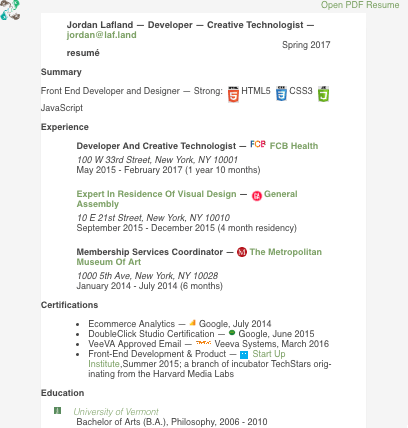 Open PDF Resume
Jordan Lafland — Developer — Creative Technologist —
jordan@laf.land
Spring 2017
resumé
Summary
Front End Developer and Designer — Strong: HTML5 CSS3
JavaScript
Experience
Developer And Creative Technologist — FCB FCB Health
100 W 33rd Street, New York, NY 10001
May 2015 - February 2017 (1 year 10 months)
Expert In Residence Of Visual Design — General
Assembly
10 E 21st Street, New York, NY 10010
September 2015 - December 2015 (4 month residency)
Membership Services Coordinator — M The Metropolitan
Museum Of Art
1000 5th Ave, New York, NY 10028
January 2014 - July 2014 (6 months)
Certifications
• Ecommerce Analytics — Google, July 2014
• DoubleClick Studio Certification — Google, June 2015
• VeeVA Approved Email — Veeva Systems, March 2016
• Front-End Development & Product — Start Up
Institute,Summer 2015; a branch of incubator TechStars orig-
inating from the Harvard Media Labs
Education
University of Vermont
Bachelor of Arts (B.A.), Philosophy, 2006 - 2010